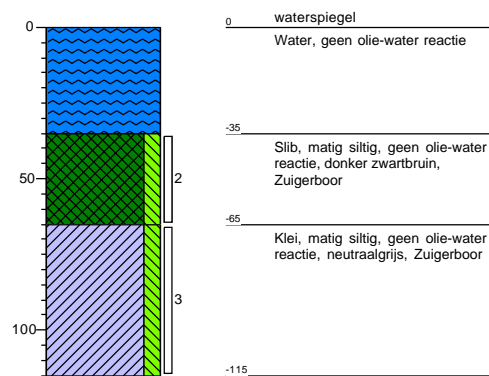 0
50
100
2
3
0
waterspiegel
Water, geen olie-water reactie
-35
Slib, matig siltig, geen olie-water
reactie, donker zwartbruin,
Zuigerboor
-65
Klei, matig siltig, geen olie-water
reactie, neutraalgrijs, Zuigerboor
-115